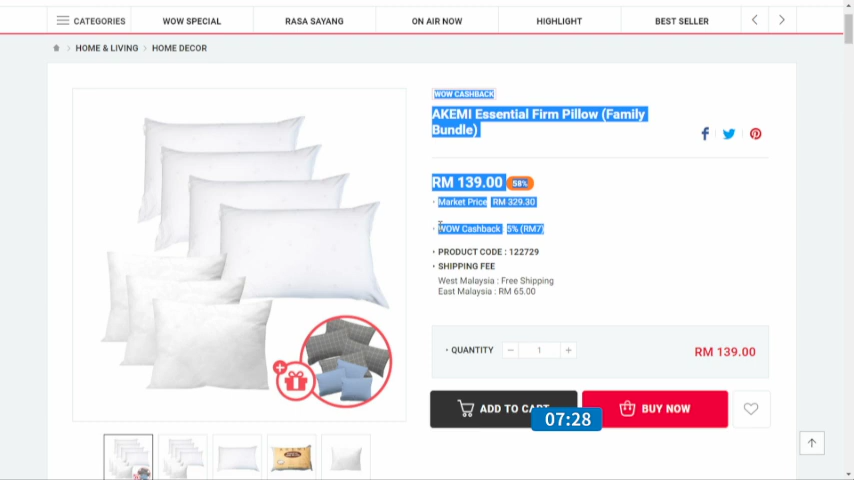 CATEGORIES
WOW SPECIAL
RASA SAYANG
ON AIR NOW
HIGHLIGHT
BEST SELLER
HOME & LIVING > HOME DECOR
WOW CASHBACK
AKEMI Essential Firm Pillow (Family
Bundle)
RM 139.00 58%
Market Price RM 329.30
WOW Cashback 5% (RM7)
PRODUCT CODE : 122729
SHIPPING FEE
West Malaysia : Free Shipping
East Malaysia : RM 65.00
QUANTITY - 1 + RM 139.00
ADD TO CART
BUY NOW
07:28